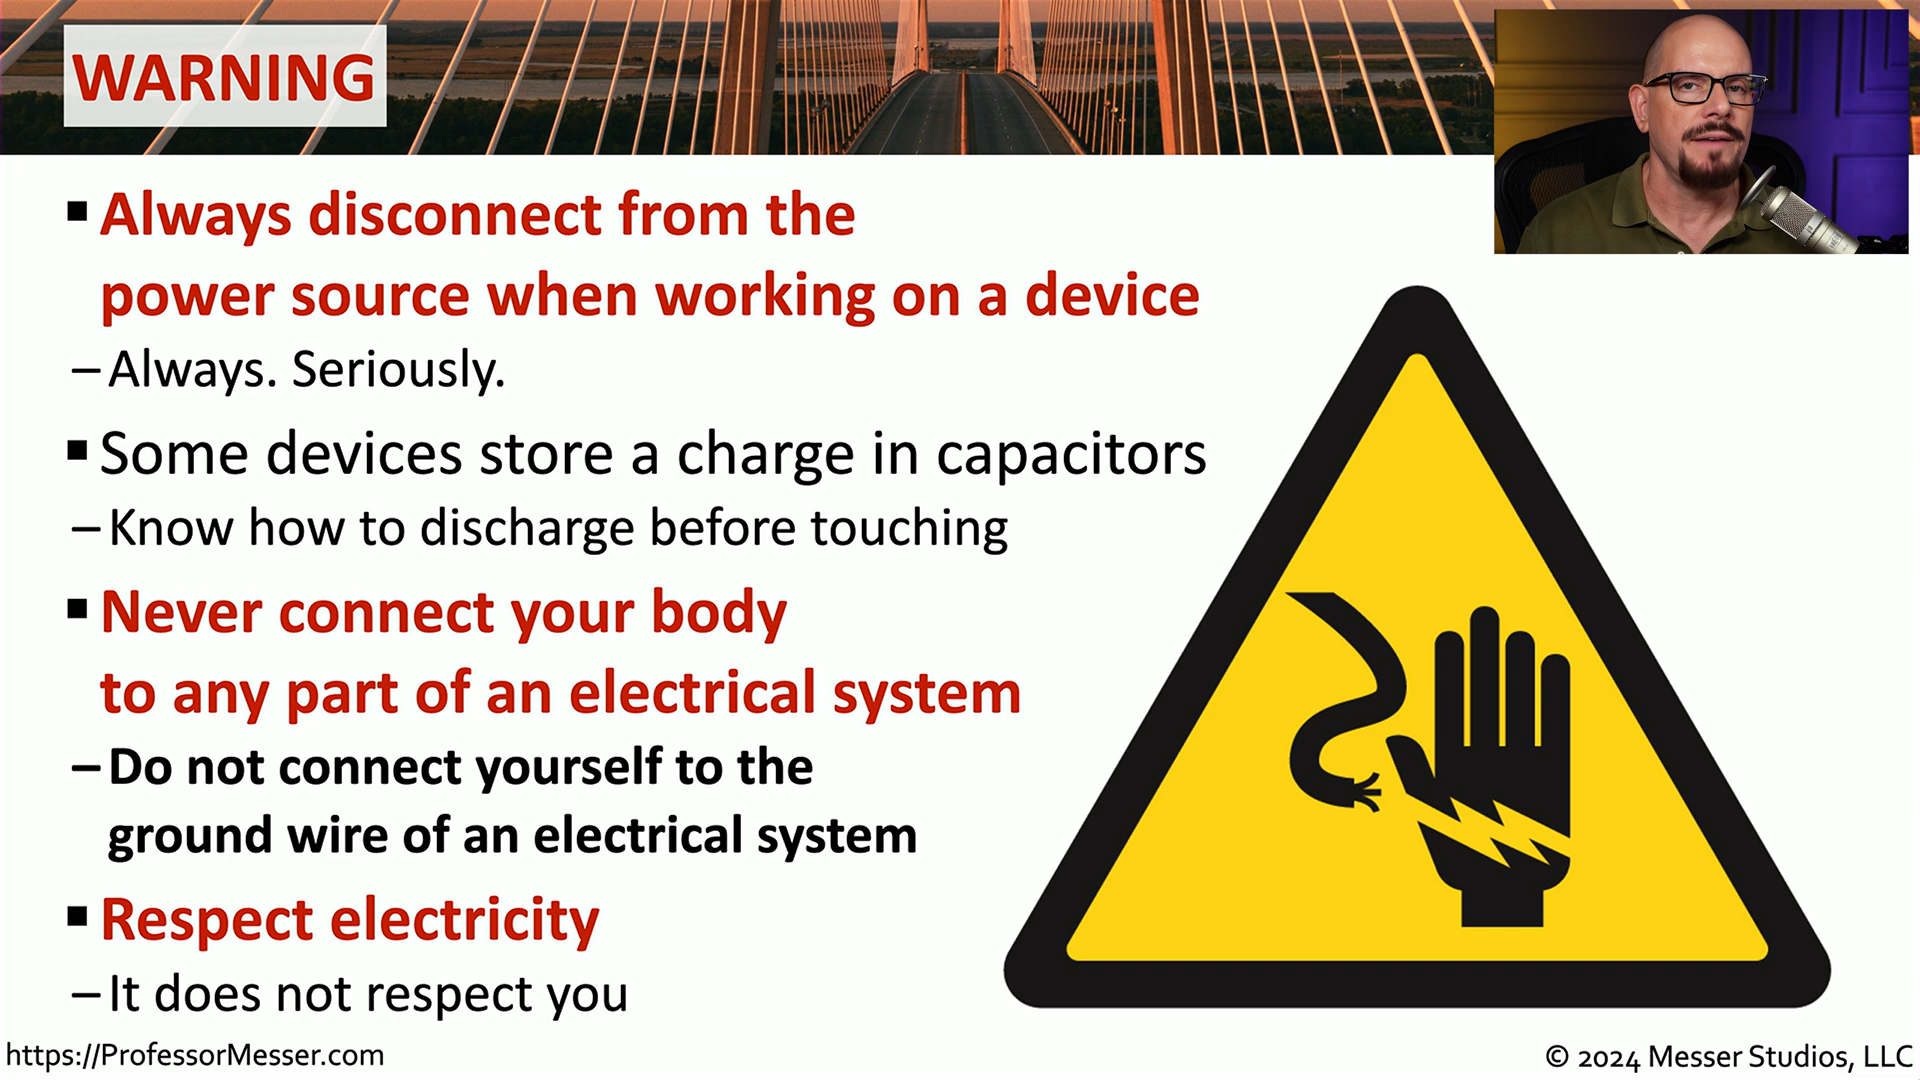 WARNING
▪ Always disconnect from the
power source when working on a device
– Always. Seriously.
▪ Some devices store a charge in capacitors
– Know how to discharge before touching
▪ Never connect your body
to any part of an electrical system
– Do not connect yourself to the
ground wire of an electrical system
▪ Respect electricity
– It does not respect you
https://ProfessorMesser.com
© 2024 Messer Studios, LLC